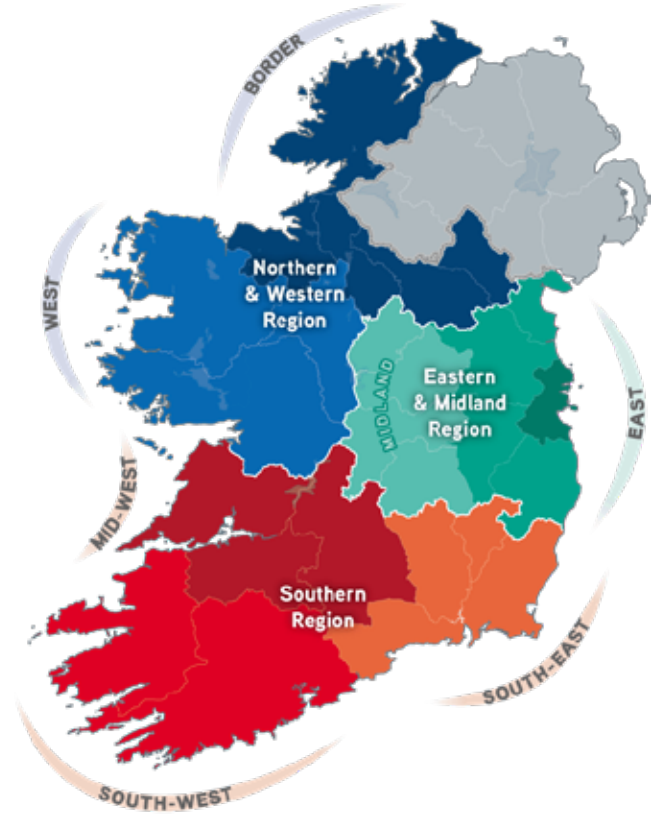 BORDER
WEST
Northern
& Western
Region
MIDLAND
Eastern
& Midland
Region
EAST
MID-WEST
Southern
Region
SOUTH-EAST
SOUTH-WEST